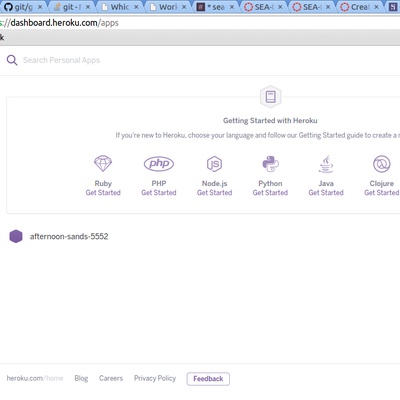 git/g
git - H
Whic
Worl
* sea
SEA-
SEA-
Creat
s://dashboard.heroku.com/apps
k
Search Personal Apps
Getting Started with Heroku
If you're new to Heroku, choose your language and follow our Getting Started guide to create a
php
JS
Ruby PHP Node.js Python Java Clojure
Get Started Get Started Get Started Get Started Get Started Get Started
afternoon-sands-5552
heroku.com/home Blog Careers Privacy Policy Feedback